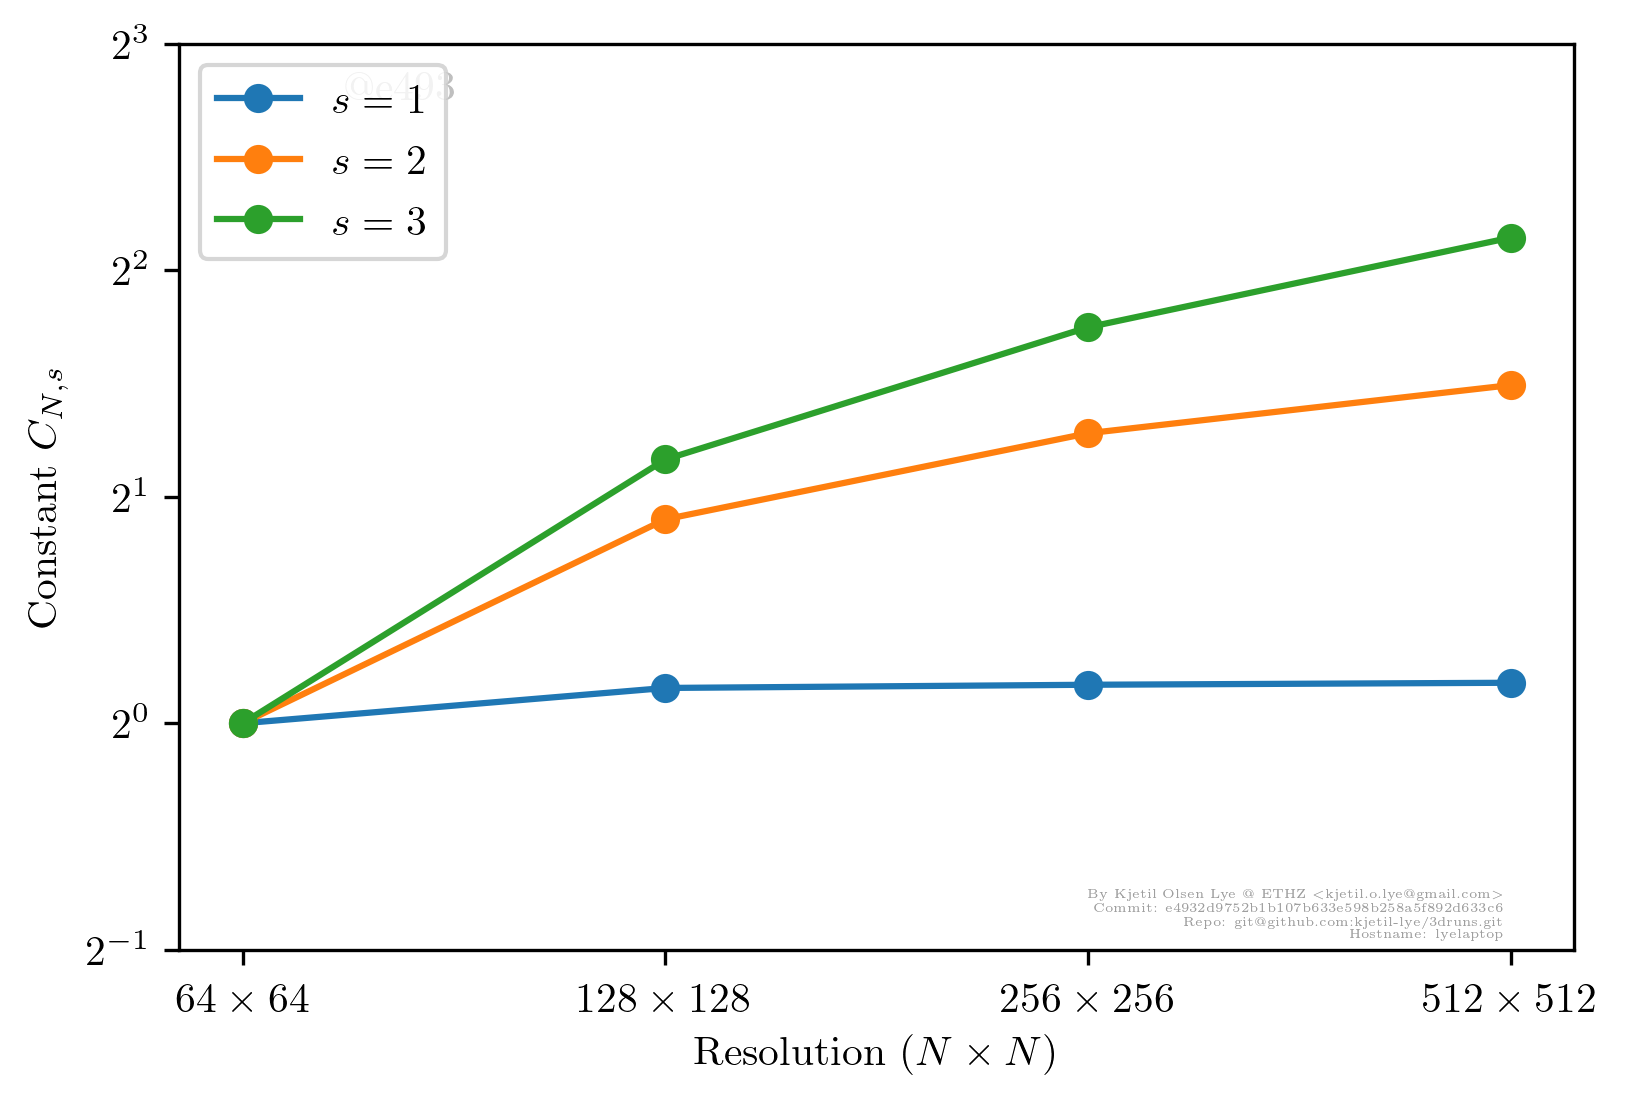 2^3
@e493
s = 1
s = 2
s = 3
2^2
2^1
2^0
2^{-1}
Constant C_{N,s}
By Kjetil Olsen Lye @ ETHZ <kjetil.o.lye@gmail.com>
Commit: e4932d9752b1b107b633e598b258a5f892d633c6
Repo: git@github.com:kjetil-lye/3druns.git
Hostname: lyelaptop
64 × 64
128 × 128
256 × 256
512 × 512
Resolution (N × N)